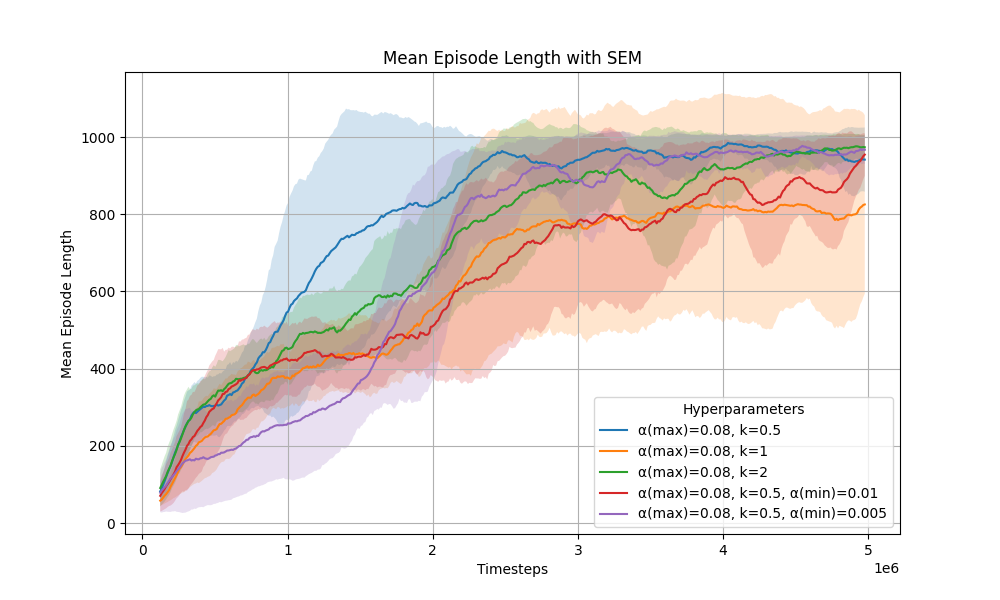 Mean Episode Length with SEM
Mean Episode Length
1000
800
600
400
200
0
0 1 2 3 4 5
1e6
Timesteps
Hyperparameters
α(max)=0.08, k=0.5
α(max)=0.08, k=1
α(max)=0.08, k=2
α(max)=0.08, k=0.5, α(min)=0.01
α(max)=0.08, k=0.5, α(min)=0.005